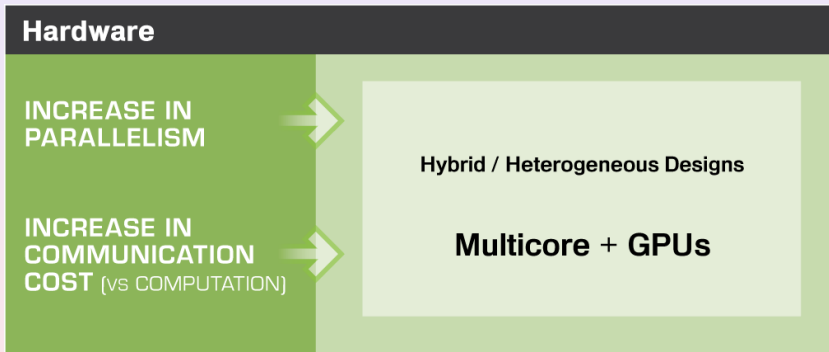 Hardware
INCREASE IN
PARALLELISM
INCREASE IN
COMMUNICATION
COST (VS COMPUTATION)
Hybrid / Heterogeneous Designs
Multicore + GPUs